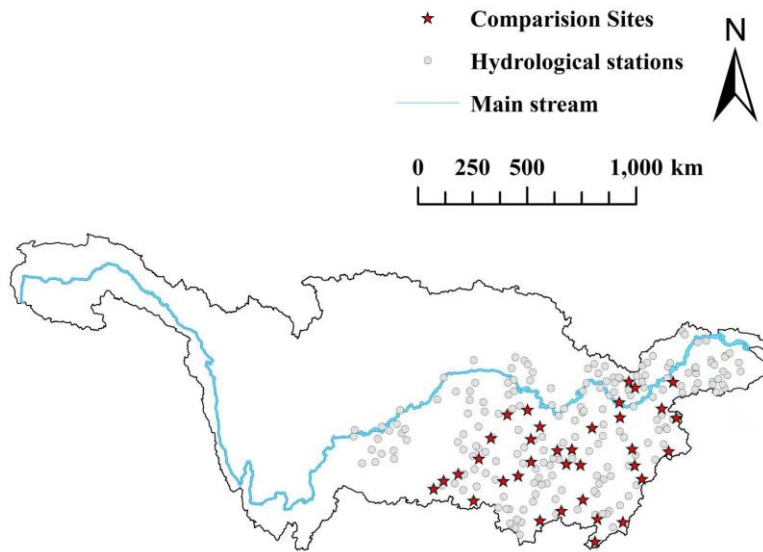 Comparision Sites
N
Hydrological stations
Main stream
0 250 500 1,000 km